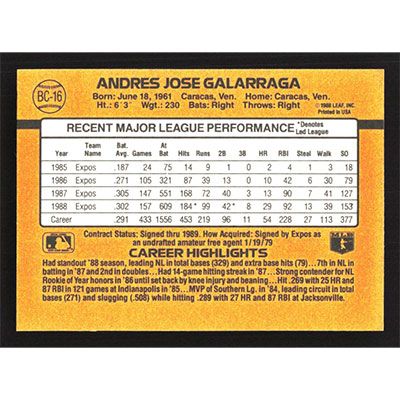 ANDRES JOSE GALARRAGA
BC-16
Born: June 18, 1961 Caracas, Ven. Home: Caracas, Ven.
Ht.: 6'3" Wgt.: 230 Bats: Right Throws: Right
©1988 LEAF, INC.
Printed in USA
RECENT MAJOR LEAGUE PERFORMANCE *Denotes Led League
Year Team Name Bat. Avg. Games At Bat Hits Runs 2B 3B HR RBI Steal Walk SO
1985 Expos .187 24 75 14 9 1 0 2 4 1 3 18
1986 Expos .271 105 321 87 39 13 0 10 42 6 30 79
1987 Expos .305 147 551 168 72 40 3 13 90 7 41 127
1988 Expos .302 157 609 184* 99 42* 8 29 92 13 39 153
Career .291 433 1556 453 219 96 11 54 228 27 113 377
Contract Status: Signed thru 1989. How Acquired: Signed by Expos as
an undrafted amateur free agent 1/19/79
MLB
CAREER HIGHLIGHTS
Had standout '88 season, leading NL in total bases (329) and extra base hits (79)...7th in NL in
batting in '87 and 2nd in doubles...Had 14-game hitting streak in '87...Strong contender for NL
Rookie of Year honors in '86 until set back by knee injury and beaning...Hit .269 with 25 HR and
87 RBI in 121 games at Indianapolis in '85...MVP of Southern Lg. in '84, leading circuit in total
bases (271) and slugging (.508) while hitting .289 with 27 HR and 87 RBI at Jacksonville.